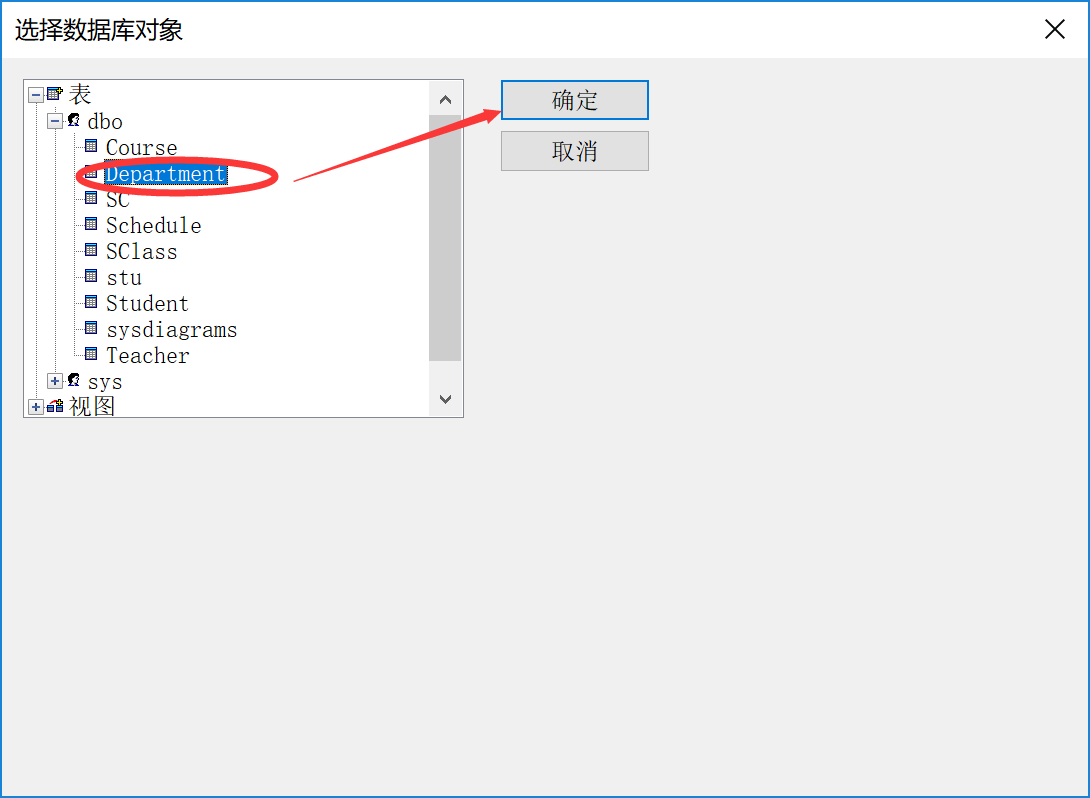 选择数据库对象
表
确定
dbo
Course
取消
Department
SC
Schedule
SClass
stu
Student
sysdiagrams
Teacher
sys
视图